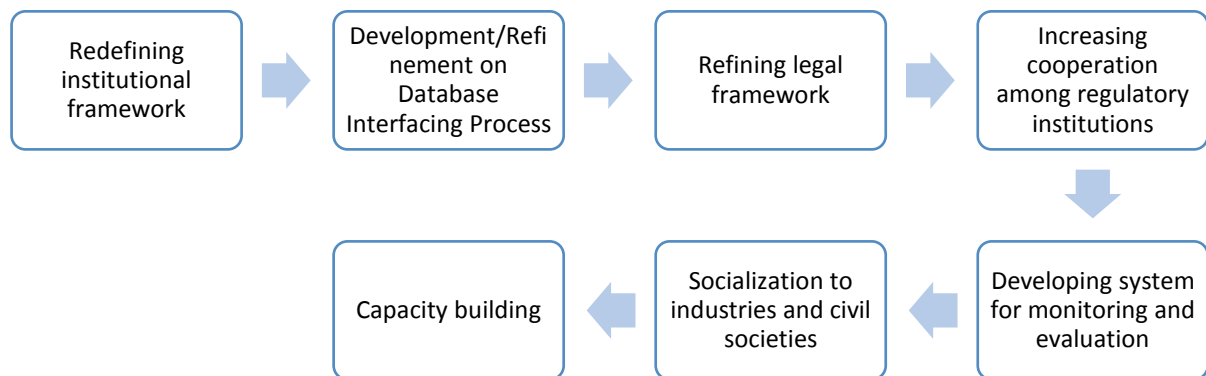 Redefining
institutional
framework
Development/Refi
nement on
Database
Interfacing Process
Refining legal
framework
Increasing
cooperation
among regulatory
institutions
Developing system
for monitoring and
evaluation
Socialization to
industries and civil
societies
Capacity building